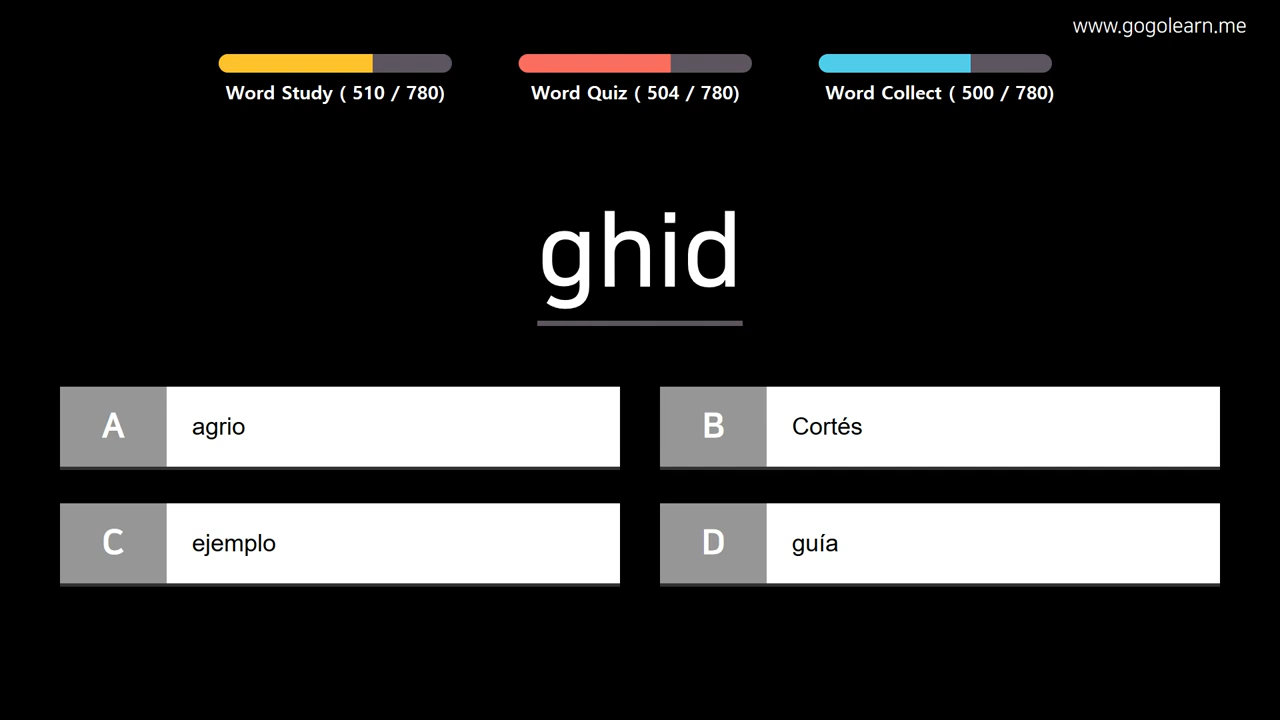 www.gogolearn.me
Word Study ( 510 / 780)
Word Quiz ( 504 / 780)
Word Collect ( 500 / 780)
ghid
A agrio
B Cortés
C ejemplo
D guía